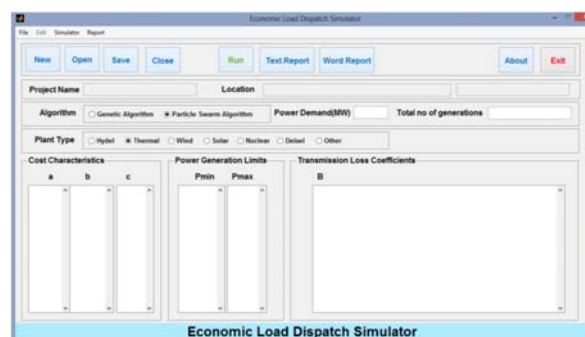 Economic Load Dispatch Simulator
File Edit Simulator Report
New Open Save Close Run Text Report Word Report About Exit
Project Name Location
Algorithm Genetic Algorithm Particle Swarm Algorithm Power Demand(MW) Total no of generations
Plant Type Hydel Thermal Wind Solar Nuclear Deisel Other
Cost Characteristics Power Generation Limits Transmission Loss Coefficients
a b c Pmin Pmax B
Economic Load Dispatch Simulator